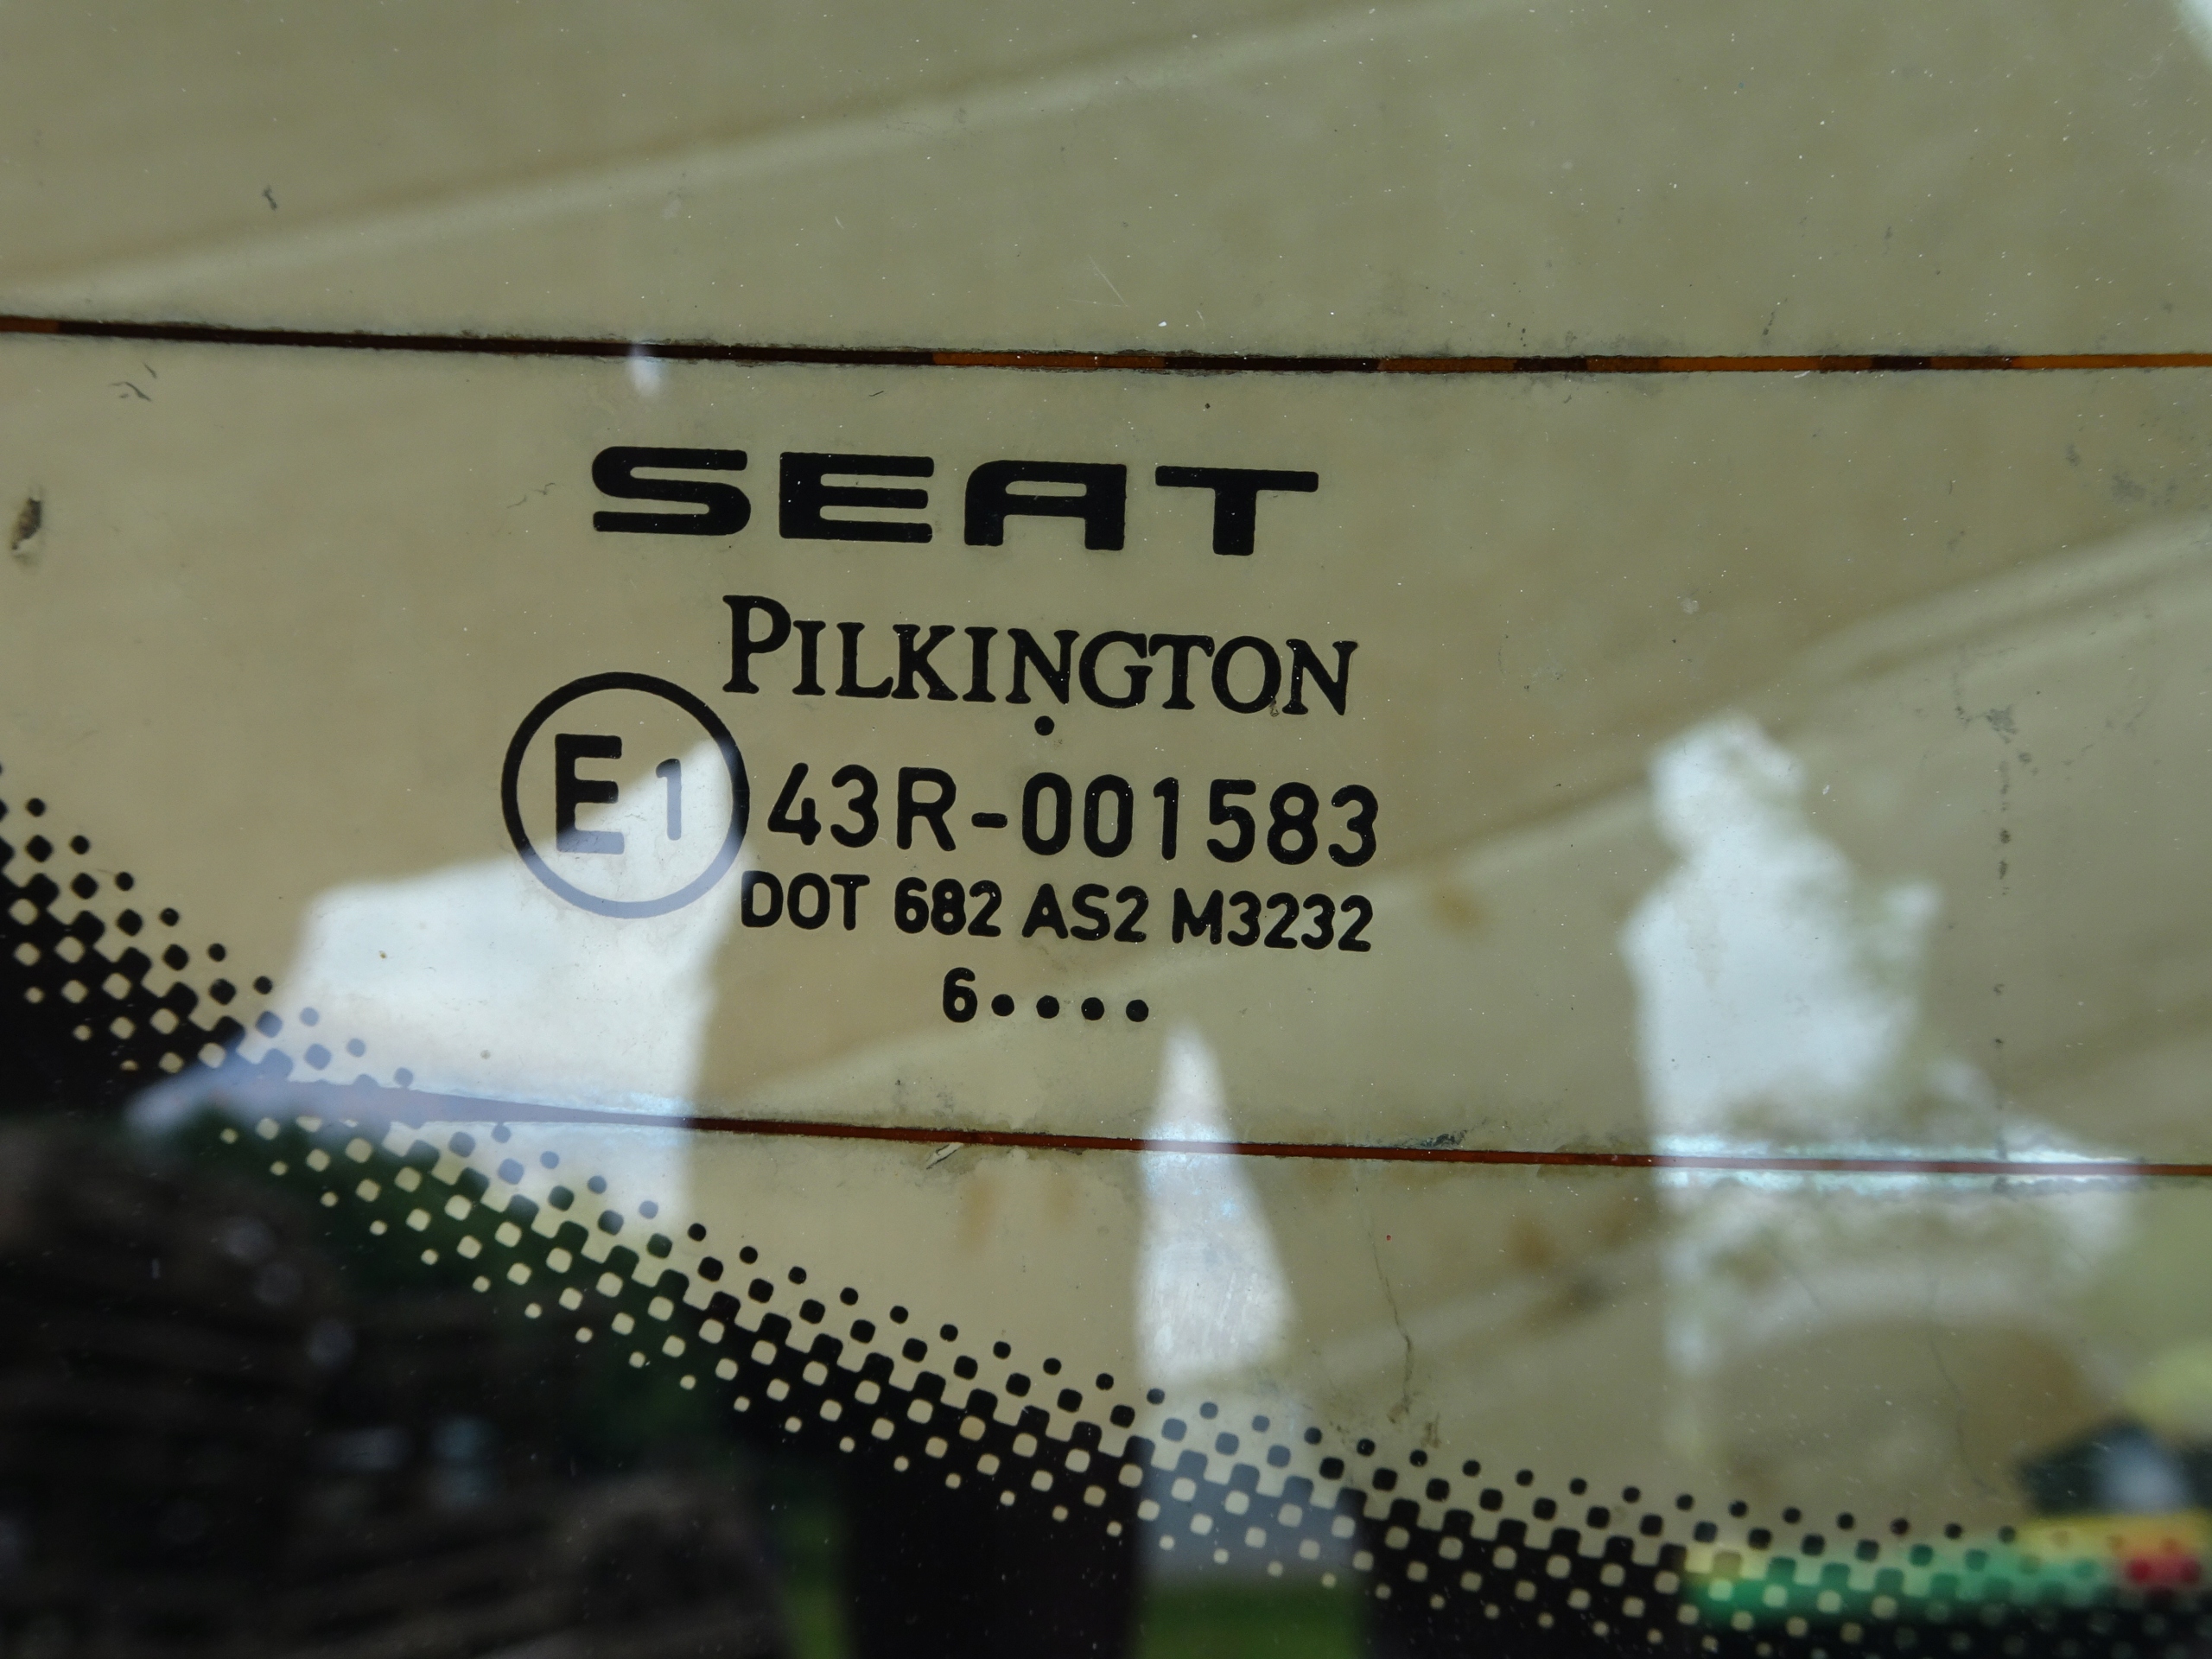 SEAT
PILKINGTON
E1 43R-001583
DOT 682 AS2 M3232
6••••